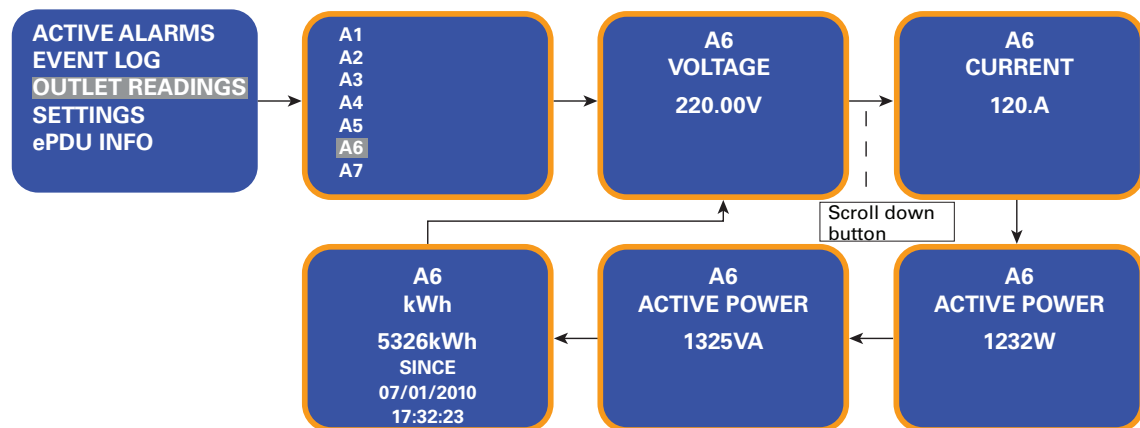 ACTIVE ALARMS
EVENT LOG
OUTLET READINGS
SETTINGS
ePDU INFO
A1
A2
A3
A4
A5
A6
A7
A6
VOLTAGE
220.00V
A6
CURRENT
120.A
Scroll down
button
A6
ACTIVE POWER
1232W
A6
ACTIVE POWER
1325VA
A6
kWh
5326kWh
SINCE
07/01/2010
17:32:23